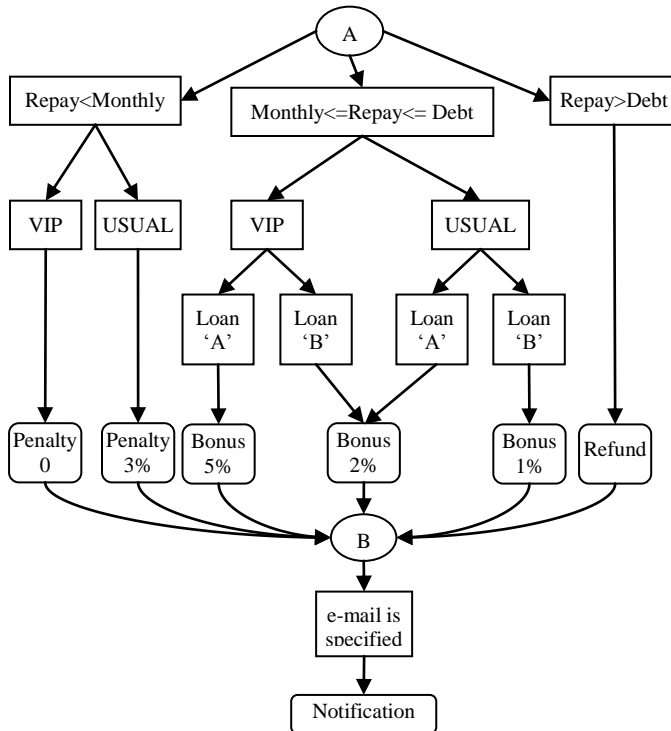 A
Repay<Monthly
Monthly<=Repay<= Debt
Repay>Debt
VIP
USUAL
VIP
USUAL
Loan
‘A’
Loan
‘B’
Loan
‘A’
Loan
‘B’
Penalty
0
Penalty
3%
Bonus
5%
Bonus
2%
Bonus
1%
Refund
B
e-mail is
specified
Notification